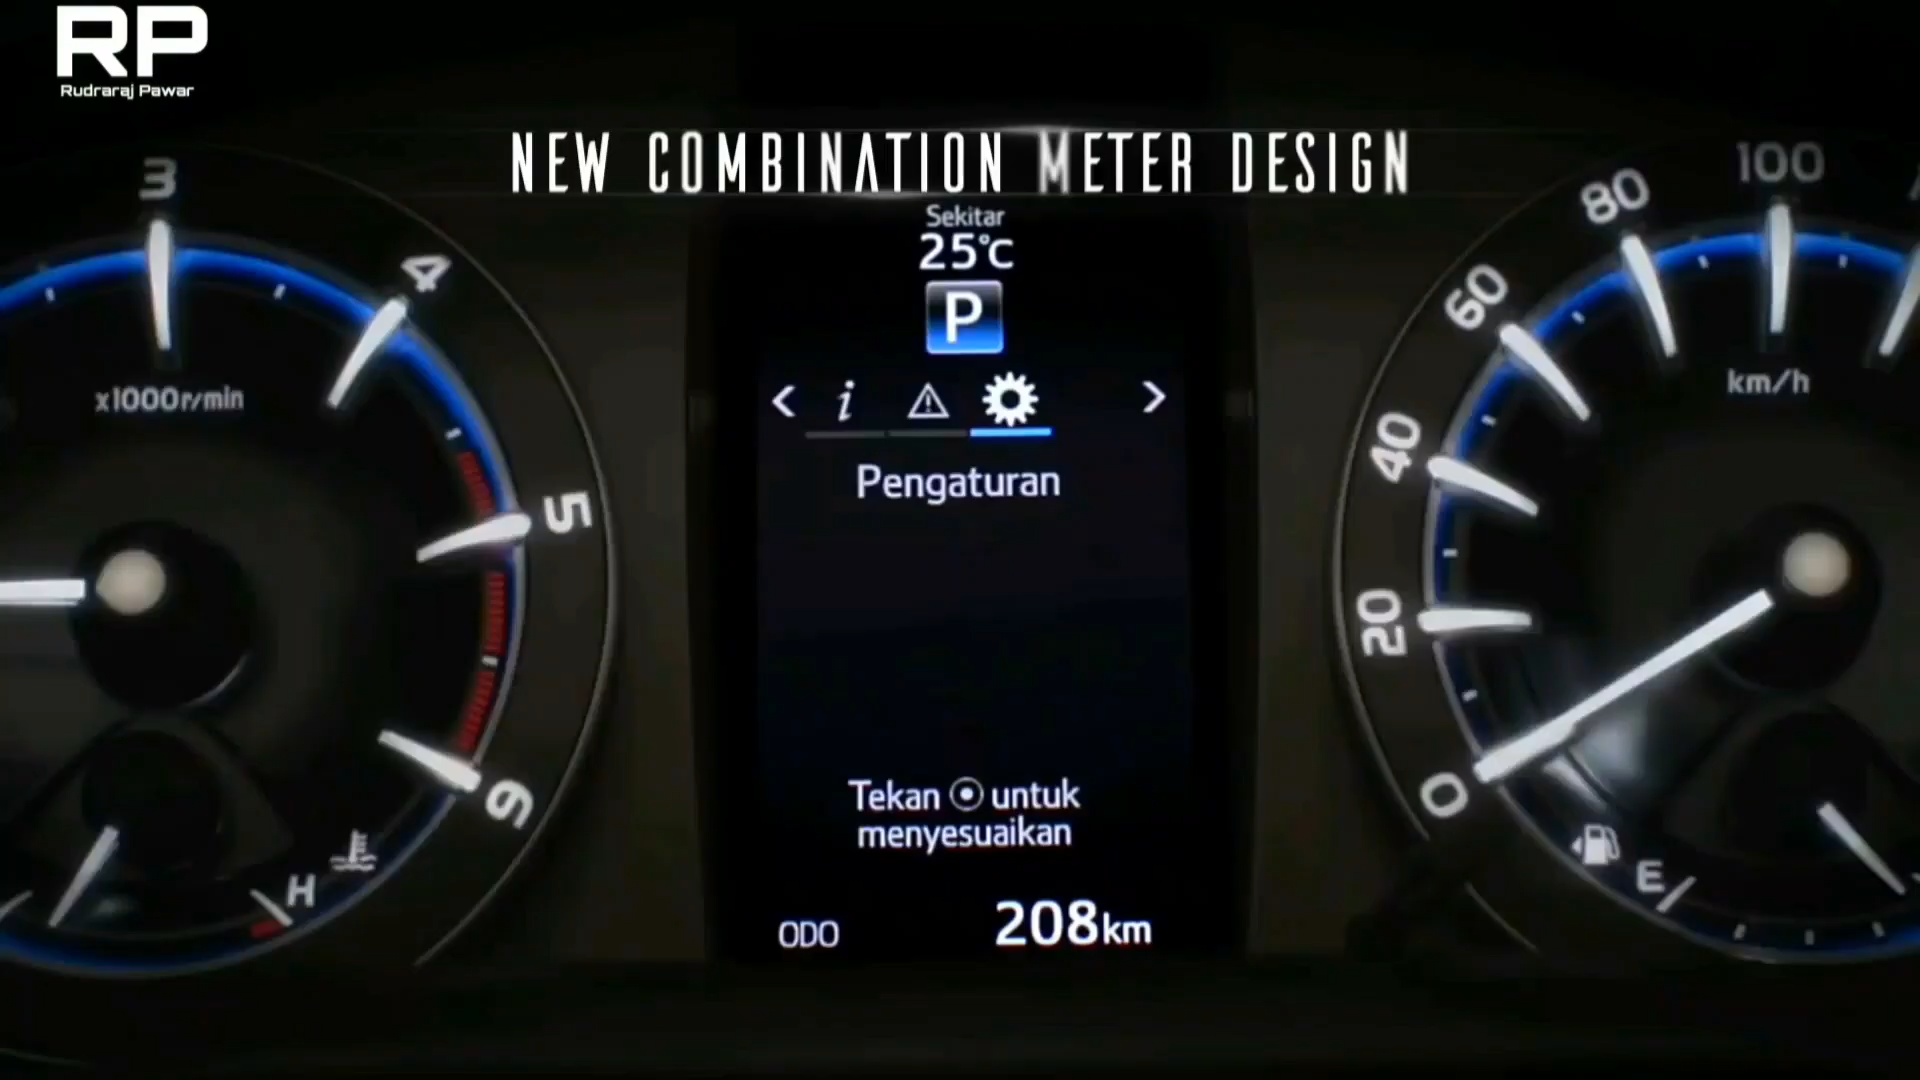 RP
Rudraraj Pawar
NEW COMBINATION METER DESIGN
Sekitar
25°C
P
i
Pengaturan
Tekan ⦿ untuk
menyesuaikan
ODO 208km
3
4
5
6
x1000r/min
H
100
80
60
40
20
0
km/h
E